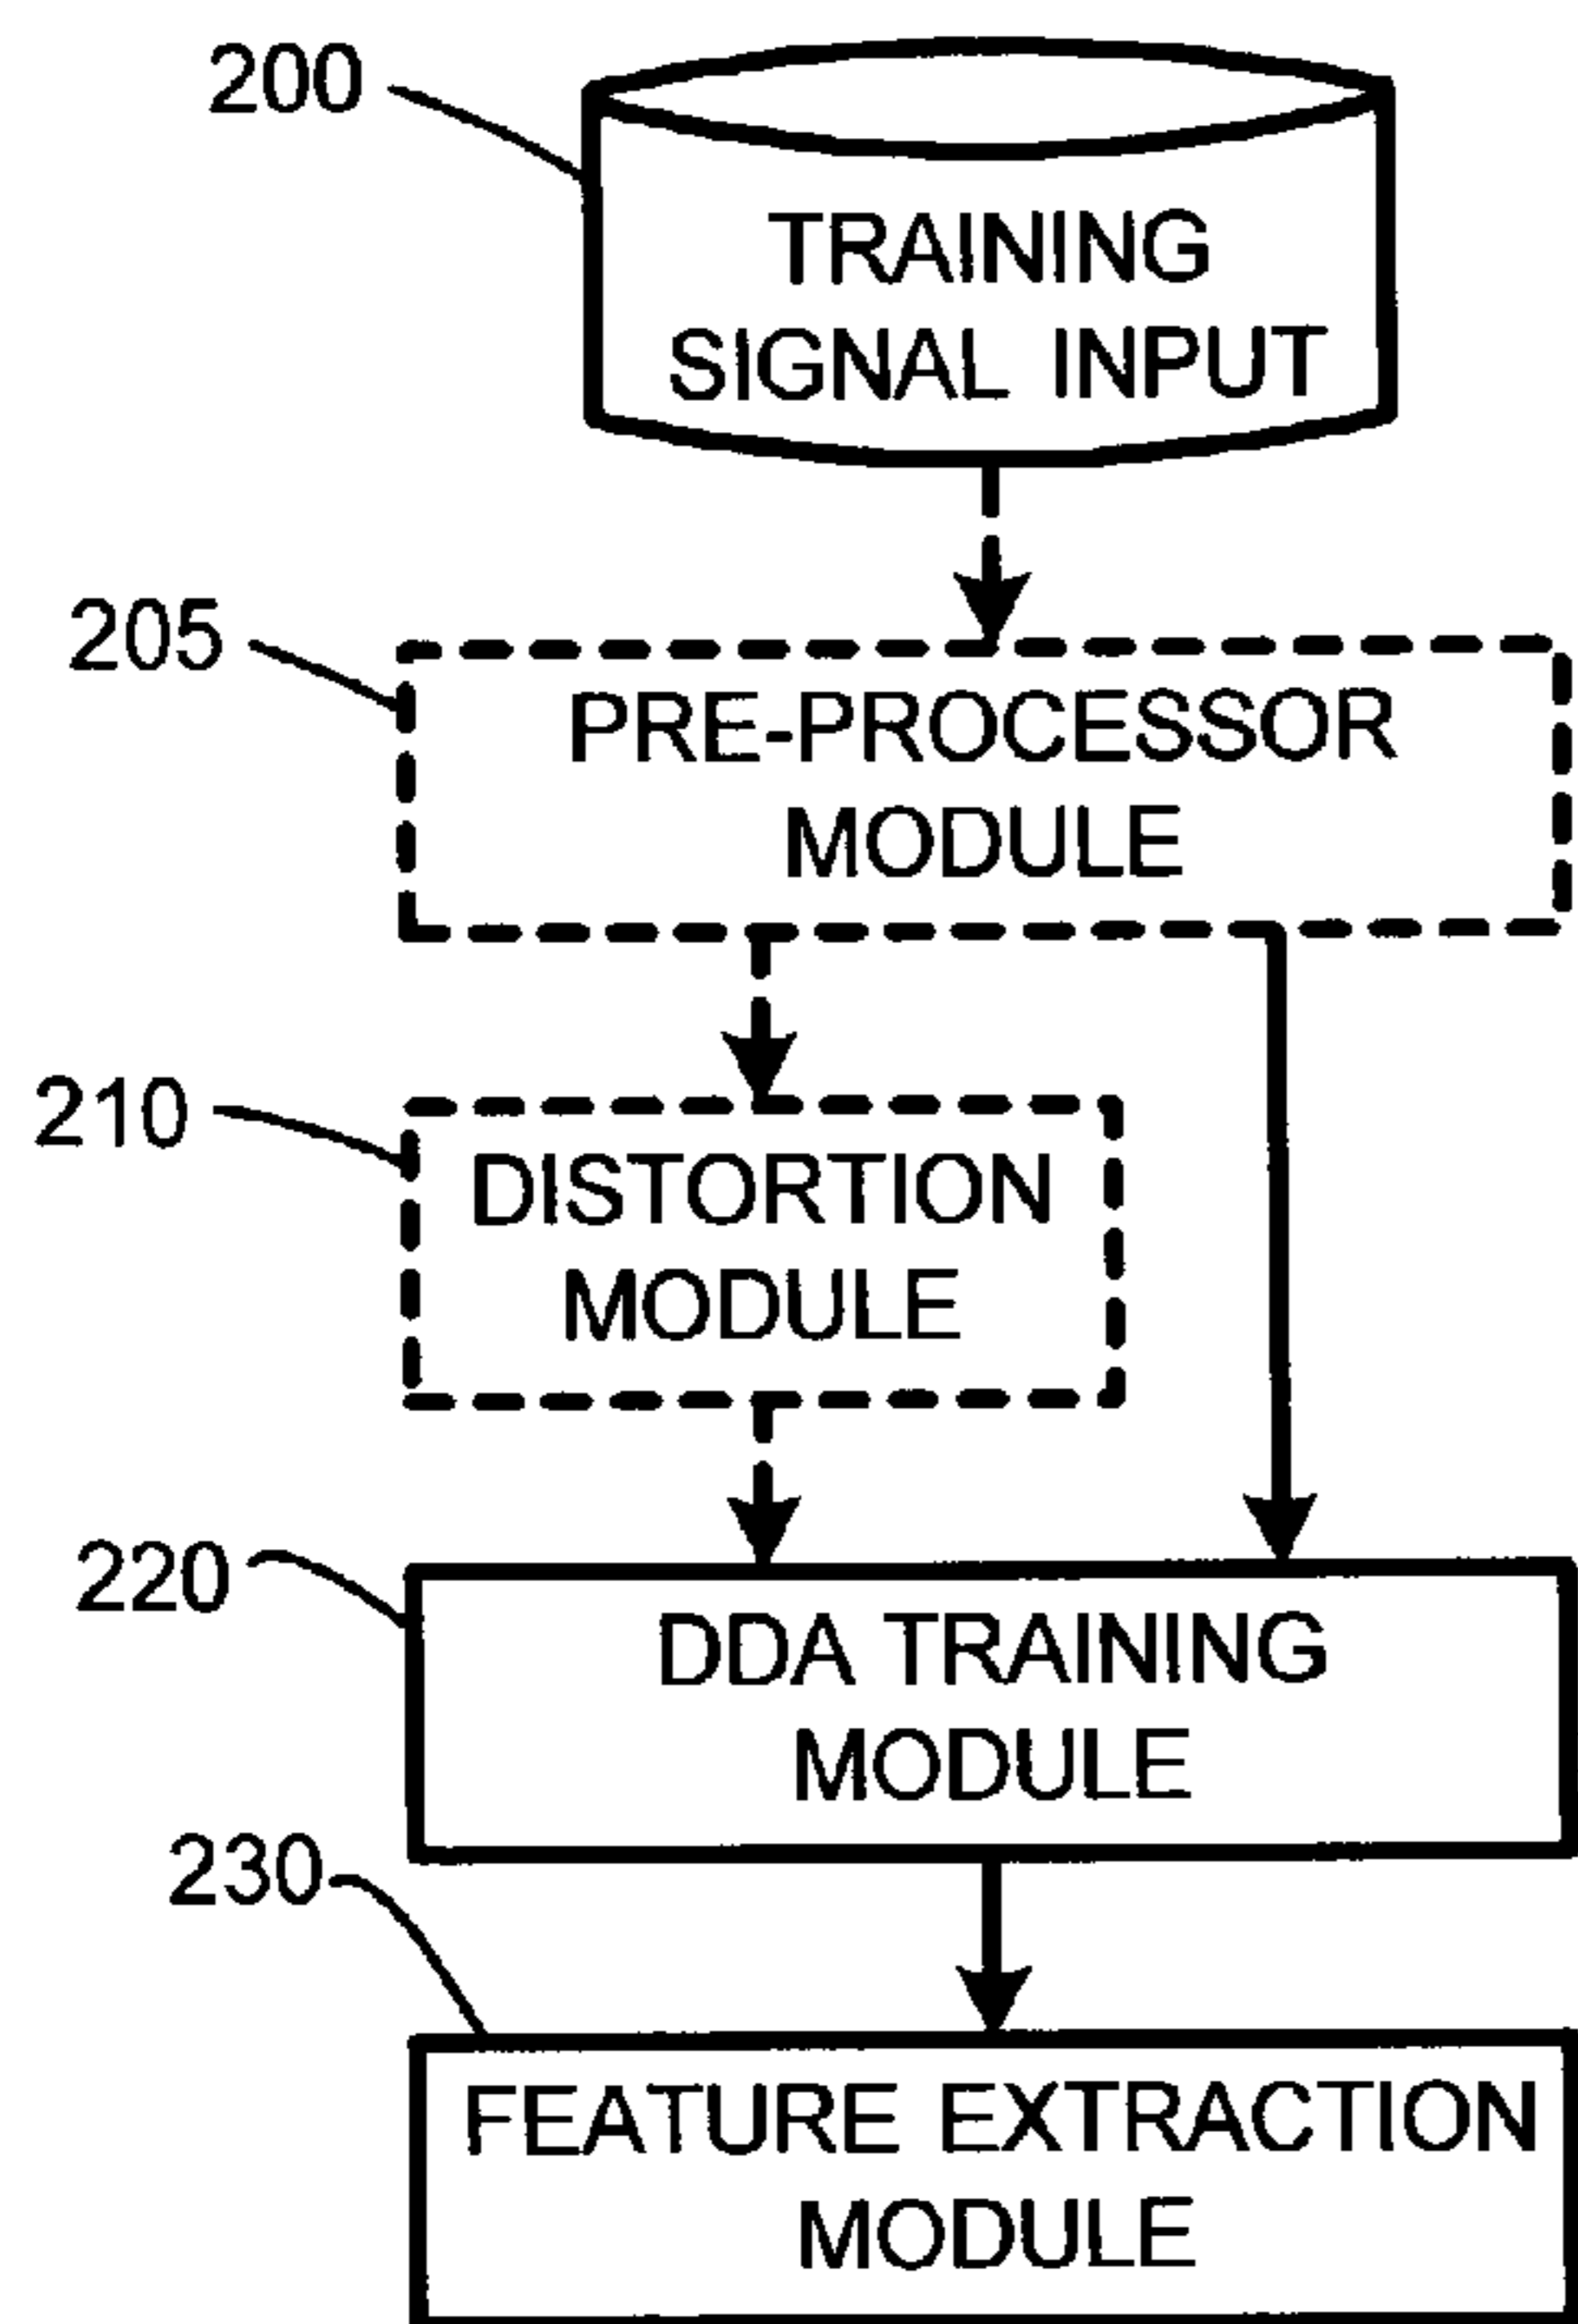 200
TRAINING
SIGNAL INPUT
205
PRE-PROCESSOR
MODULE
210
DISTORTION
MODULE
220
DDA TRAINING
MODULE
230
FEATURE EXTRACTION
MODULE